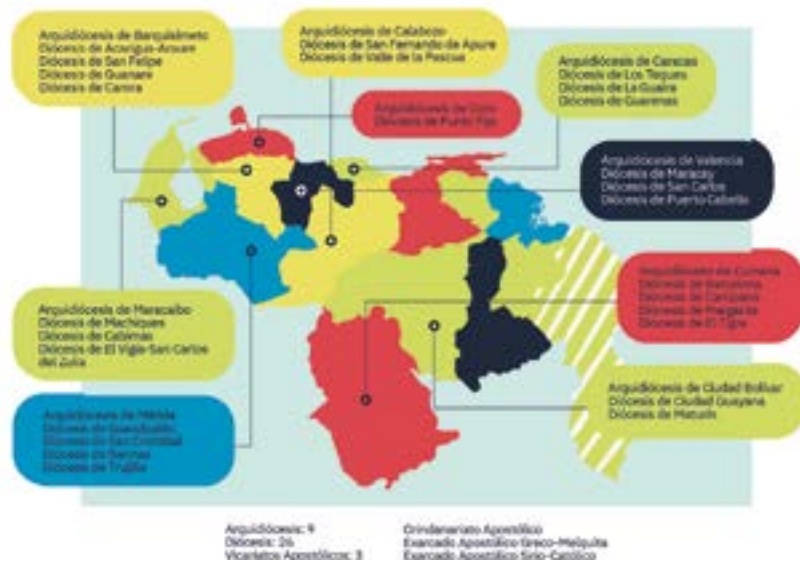 Arquidiócesis de Barquisimeto
Diócesis de Acarigua-Araure
Diócesis de San Felipe
Diócesis de Guanare
Diócesis de Carora
Arquidiócesis de Calabozo
Diócesis de San Fernando de Apure
Diócesis de Valle de la Pascua
Arquidiócesis de Coro
Diócesis de Punto Fijo
Arquidiócesis de Caracas
Diócesis de Los Teques
Diócesis de La Guaira
Diócesis de Guarenas
Arquidiócesis de Valencia
Diócesis de Maracay
Diócesis de San Carlos
Diócesis de Puerto Cabello
Arquidiócesis de Maracaibo
Diócesis de Machiques
Diócesis de Cabimas
Diócesis de El Vigía-San Carlos
del Zulia
Arquidiócesis de Cumaná
Diócesis de Barcelona
Diócesis de Carúpano
Diócesis de Margarita
Diócesis de El Tigre
Arquidiócesis de Mérida
Diócesis de Guasdualito
Diócesis de San Cristóbal
Diócesis de Barinas
Diócesis de Trujillo
Arquidiócesis de Ciudad Bolívar
Diócesis de Ciudad Guayana
Diócesis de Maturín
Arquidiócesis: 9
Diócesis: 26
Vicariatos Apostólicos: 3
Apostólico
Exarcado Apostólico Greco-Melquita
Exarcado Apostólico Sirio-Católico